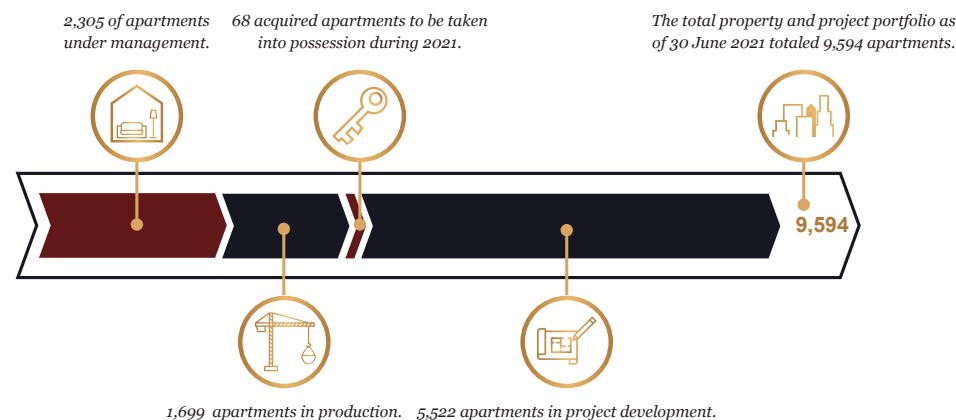 2,305 of apartments
under management.
68 acquired apartments to be taken
into possession during 2021.
The total property and project portfolio as
of 30 June 2021 totaled 9,594 apartments.
9,594
1,699 apartments in production.
5,522 apartments in project development.